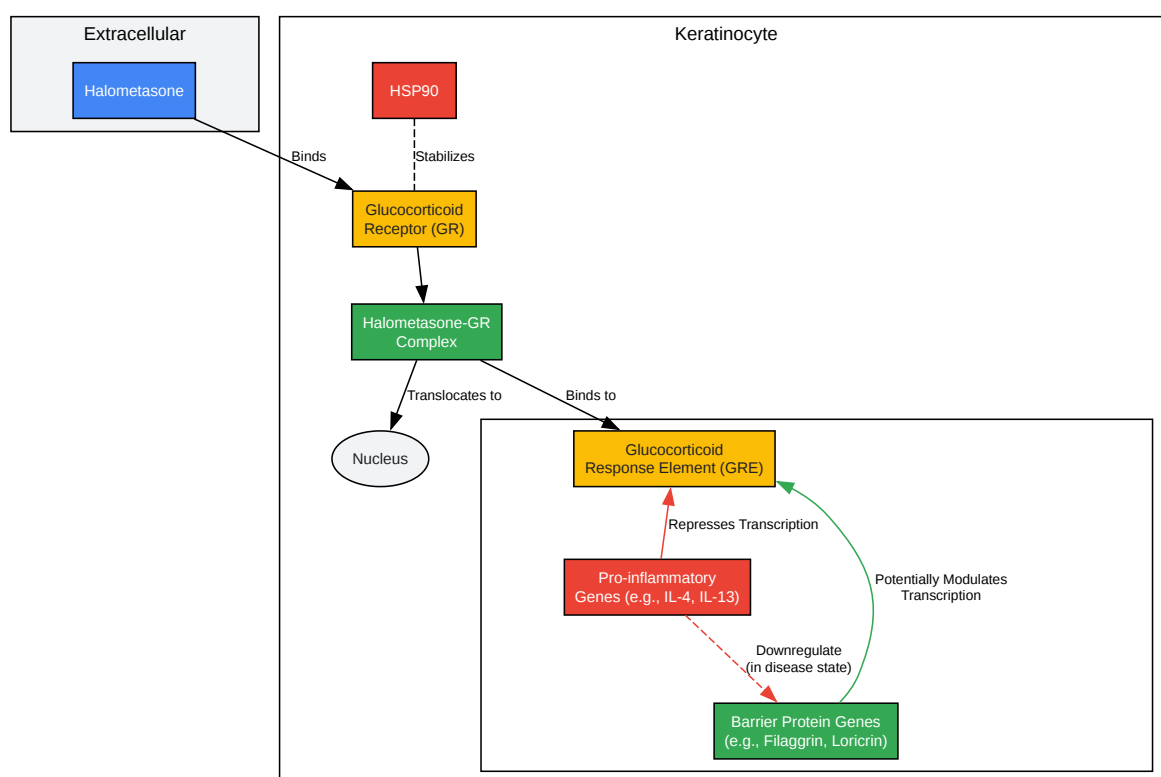 Extracellular
Keratinocyte
Halometasone
HSP90
Binds
Stabilizes
Glucocorticoid
Receptor (GR)
Halometasone-GR
Complex
Translocates to
Binds to
Nucleus
Glucocorticoid
Response Element (GRE)
Represses Transcription
Pro-inflammatory
Genes (e.g., IL-4, IL-13)
Potentially Modulates
Transcription
Downregulate
(in disease state)
Barrier Protein Genes
(e.g., Filaggrin, Loricrin)